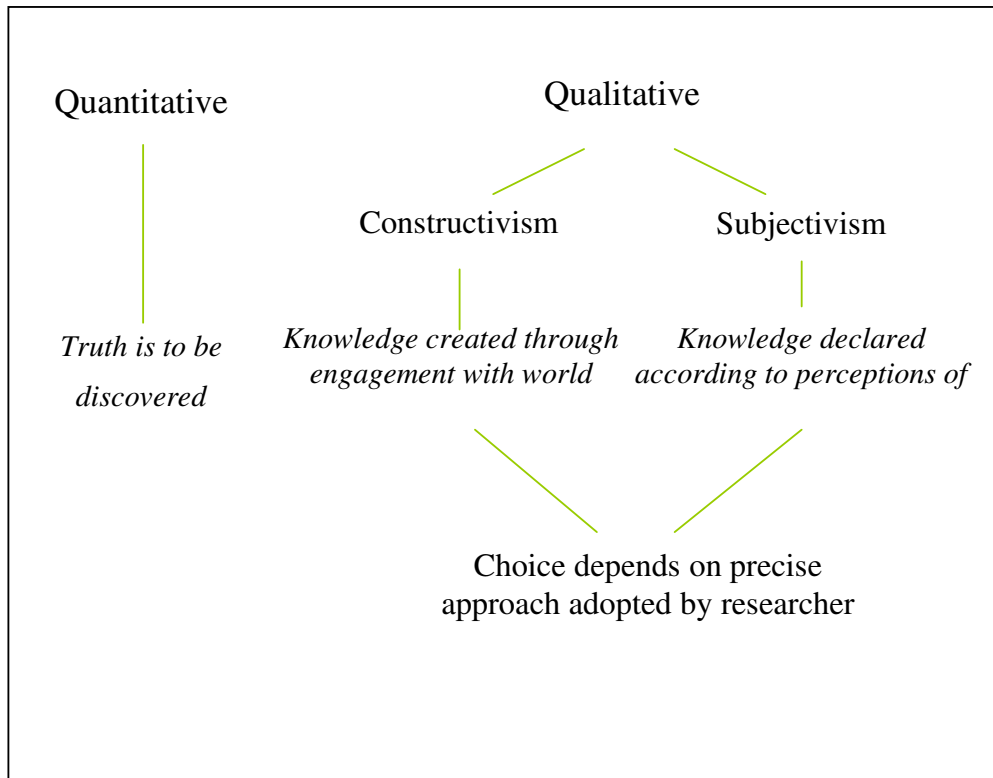 Quantitative
Qualitative
Constructivism
Subjectivism
Truth is to be
discovered
Knowledge created through
engagement with world
Knowledge declared
according to perceptions of
Choice depends on precise
approach adopted by researcher